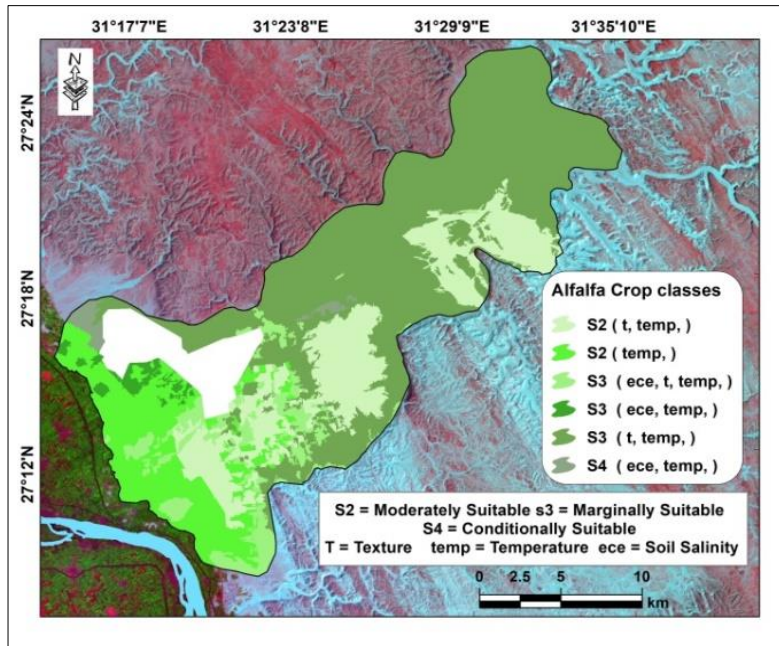 31°17'7"E 31°23'8"E 31°29'9"E 31°35'10"E
N
27°24'N
27°18'N
27°12'N
Alfalfa Crop classes
S2 ( t, temp, )
S2 (temp, )
S3 (ece, t, temp, )
S3 (ece, temp, )
S3 (t, temp, )
S4 (ece, temp, )
S2 = Moderately Suitable s3 = Marginally Suitable
S4 = Conditionally Suitable
T = Texture temp = Temperature ece = Soil Salinity
0 2.5 5 10
km